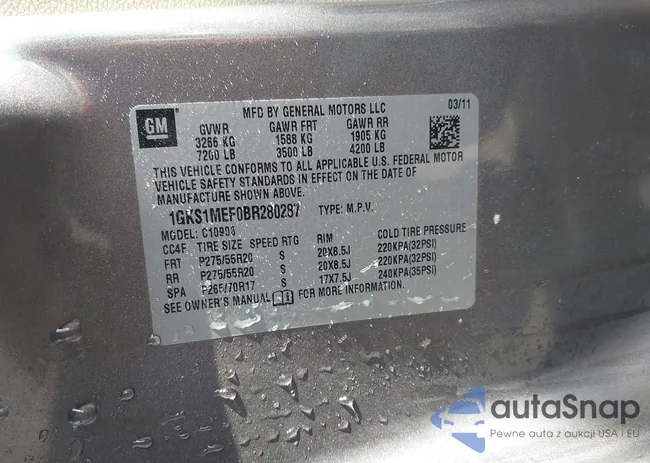 MFD BY GENERAL MOTORS LLC 03/11
GM
GVWR GAWR FRT GAWR RR
3266 KG 1588 KG 1905 KG
7200 LB 3500 LB 4200 LB
THIS VEHICLE CONFORMS TO ALL APPLICABLE U.S. FEDERAL MOTOR
VEHICLE SAFETY STANDARDS IN EFFECT ON THE DATE OF
MANUFACTURE SHOWN ABOVE.
1GKS1MEF0BR280287 TYPE: M.P.V.
MODEL: C10906
CC4F TIRE SIZE SPEED RTG RIM COLD TIRE PRESSURE
FRT P275/55R20 S 20X8.5J 220KPA(32PSI)
RR P275/55R20 S 20X8.5J 220KPA(32PSI)
SPA P265/70R17 S 17X7.5J 240KPA(35PSI)
SEE OWNER'S MANUAL FOR MORE INFORMATION.
autaSnap
Pewne auta z aukcji USA i EU